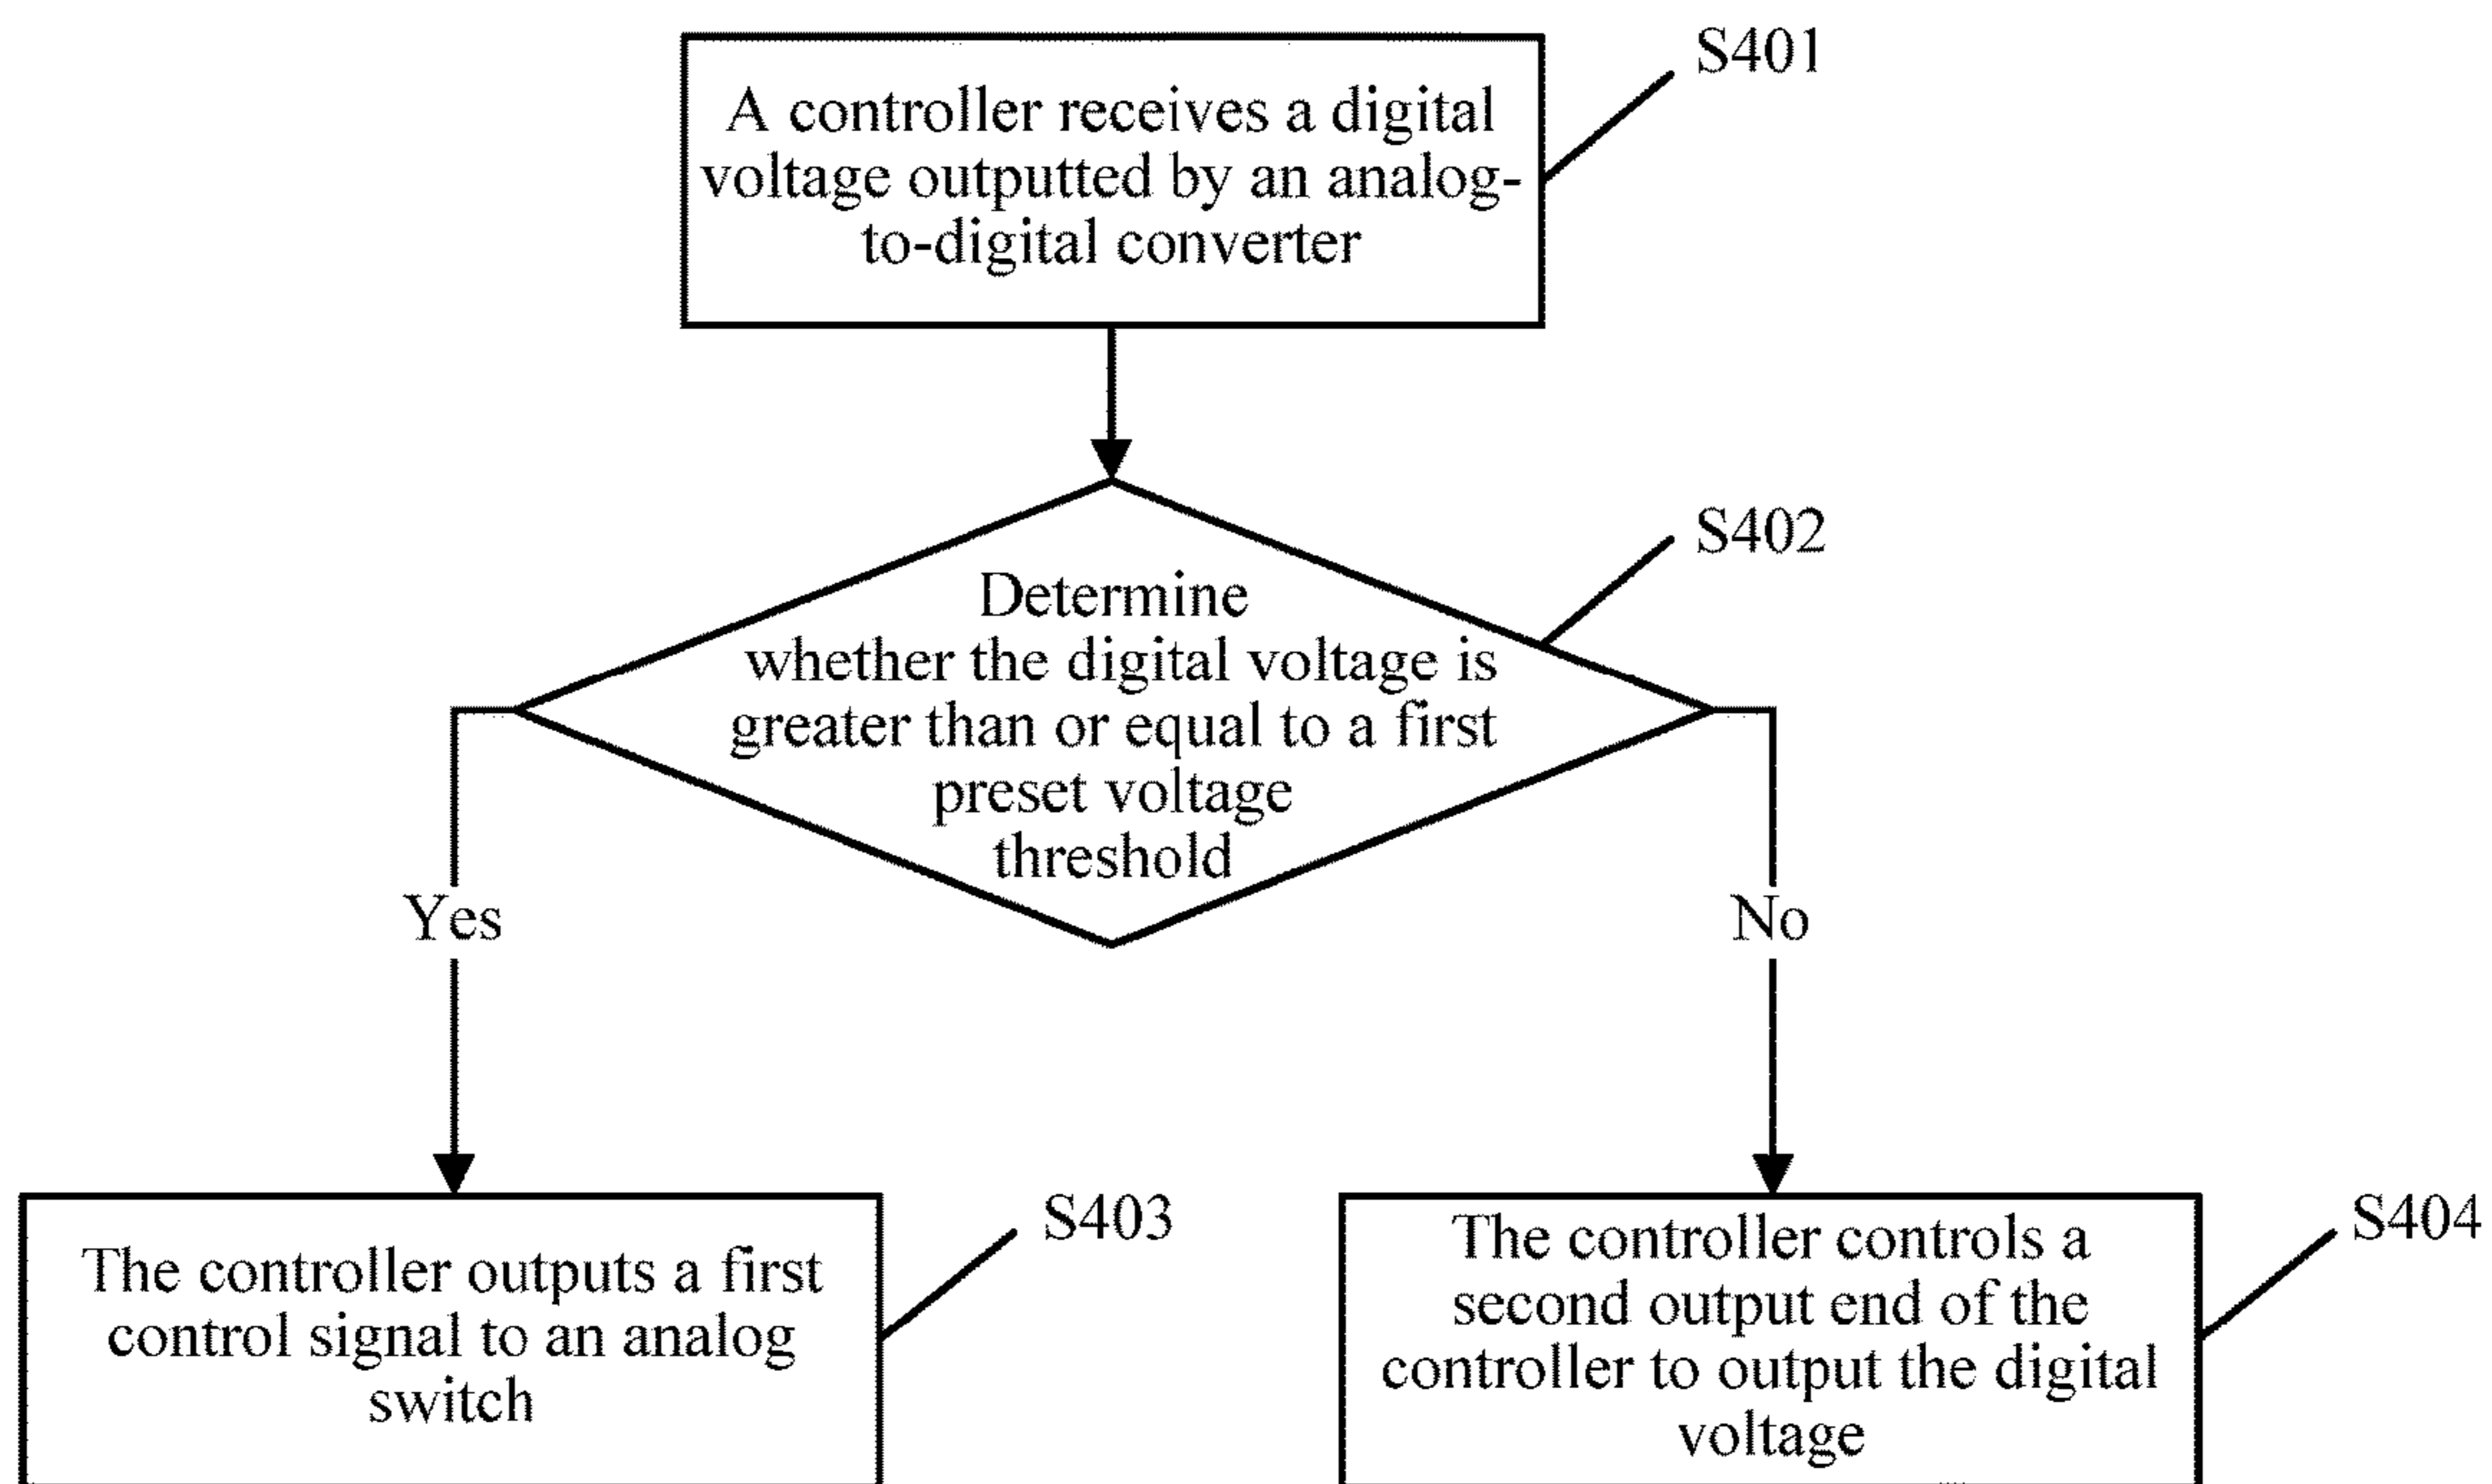 S401
A controller receives a digital
voltage outputted by an analog-
to-digital converter
S402
Determine
whether the digital voltage is
greater than or equal to a first
preset voltage
threshold
Yes
No
S403
The controller outputs a first
control signal to an analog
switch
S404
The controller controls a
second output end of the
controller to output the digital
voltage